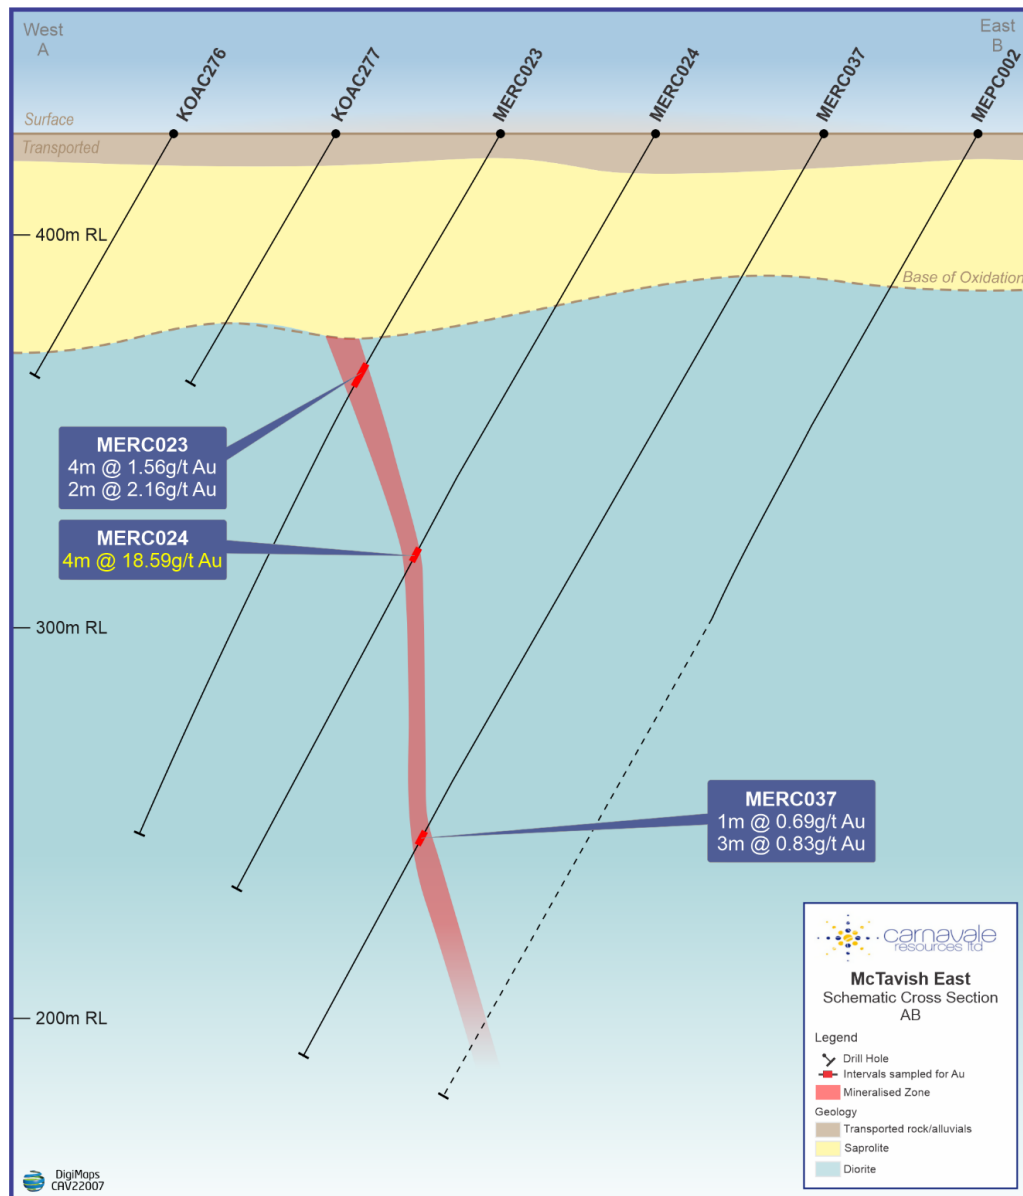 West
A
East
B
KOAC276
KOAC277
MERC023
MERC024
MERC037
MEPC002
Surface
Transported
400m RL
Base of Oxidation
MERC023
4m @ 1.56g/t Au
2m @ 2.16g/t Au
MERC024
4m @ 18.59g/t Au
300m RL
MERC037
1m @ 0.69g/t Au
3m @ 0.83g/t Au
200m RL
carnavale
resources ltd
McTavish East
Schematic Cross Section
AB
Legend
Drill Hole
Intervals sampled for Au
Mineralised Zone
Geology
Transported rock/alluvials
Saprolite
Diorite
DigiMaps
CAV22007